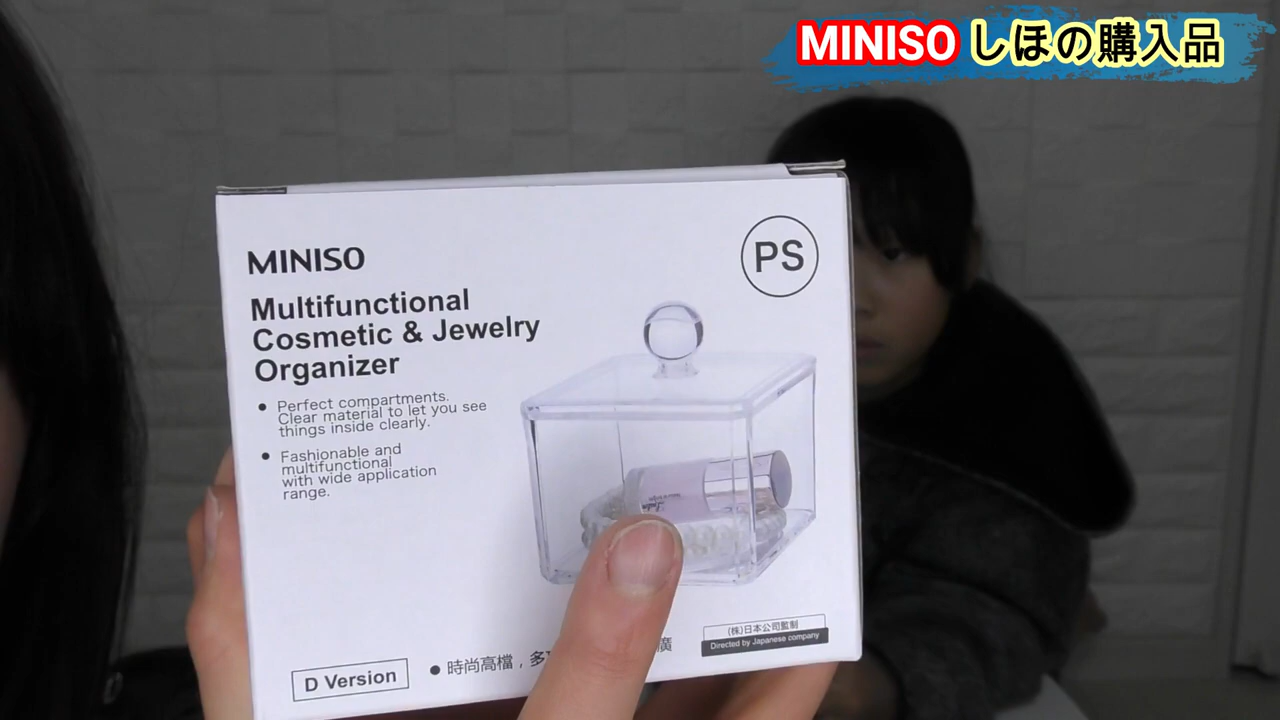 MINISO しほの購入品
MINISO
PS
Multifunctional
Cosmetic & Jewelry
Organizer
● Perfect compartments.
Clear material to let you see
things inside clearly.
● Fashionable and
multifunctional
with wide application
range.
D Version
● 時尚高檔，多
廣
(株)日本公司監制
Directed by Japanese company